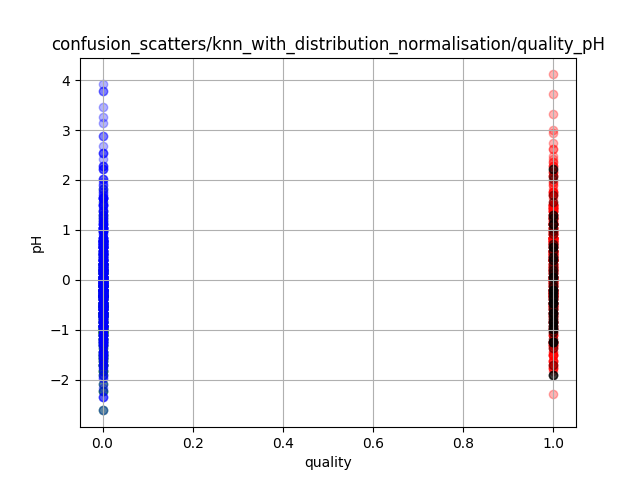 confusion_scatters/knn_with_distribution_normalisation/quality_pH
4
3
2
1
0
−1
−2
pH
0.0 0.2 0.4 0.6 0.8 1.0
quality